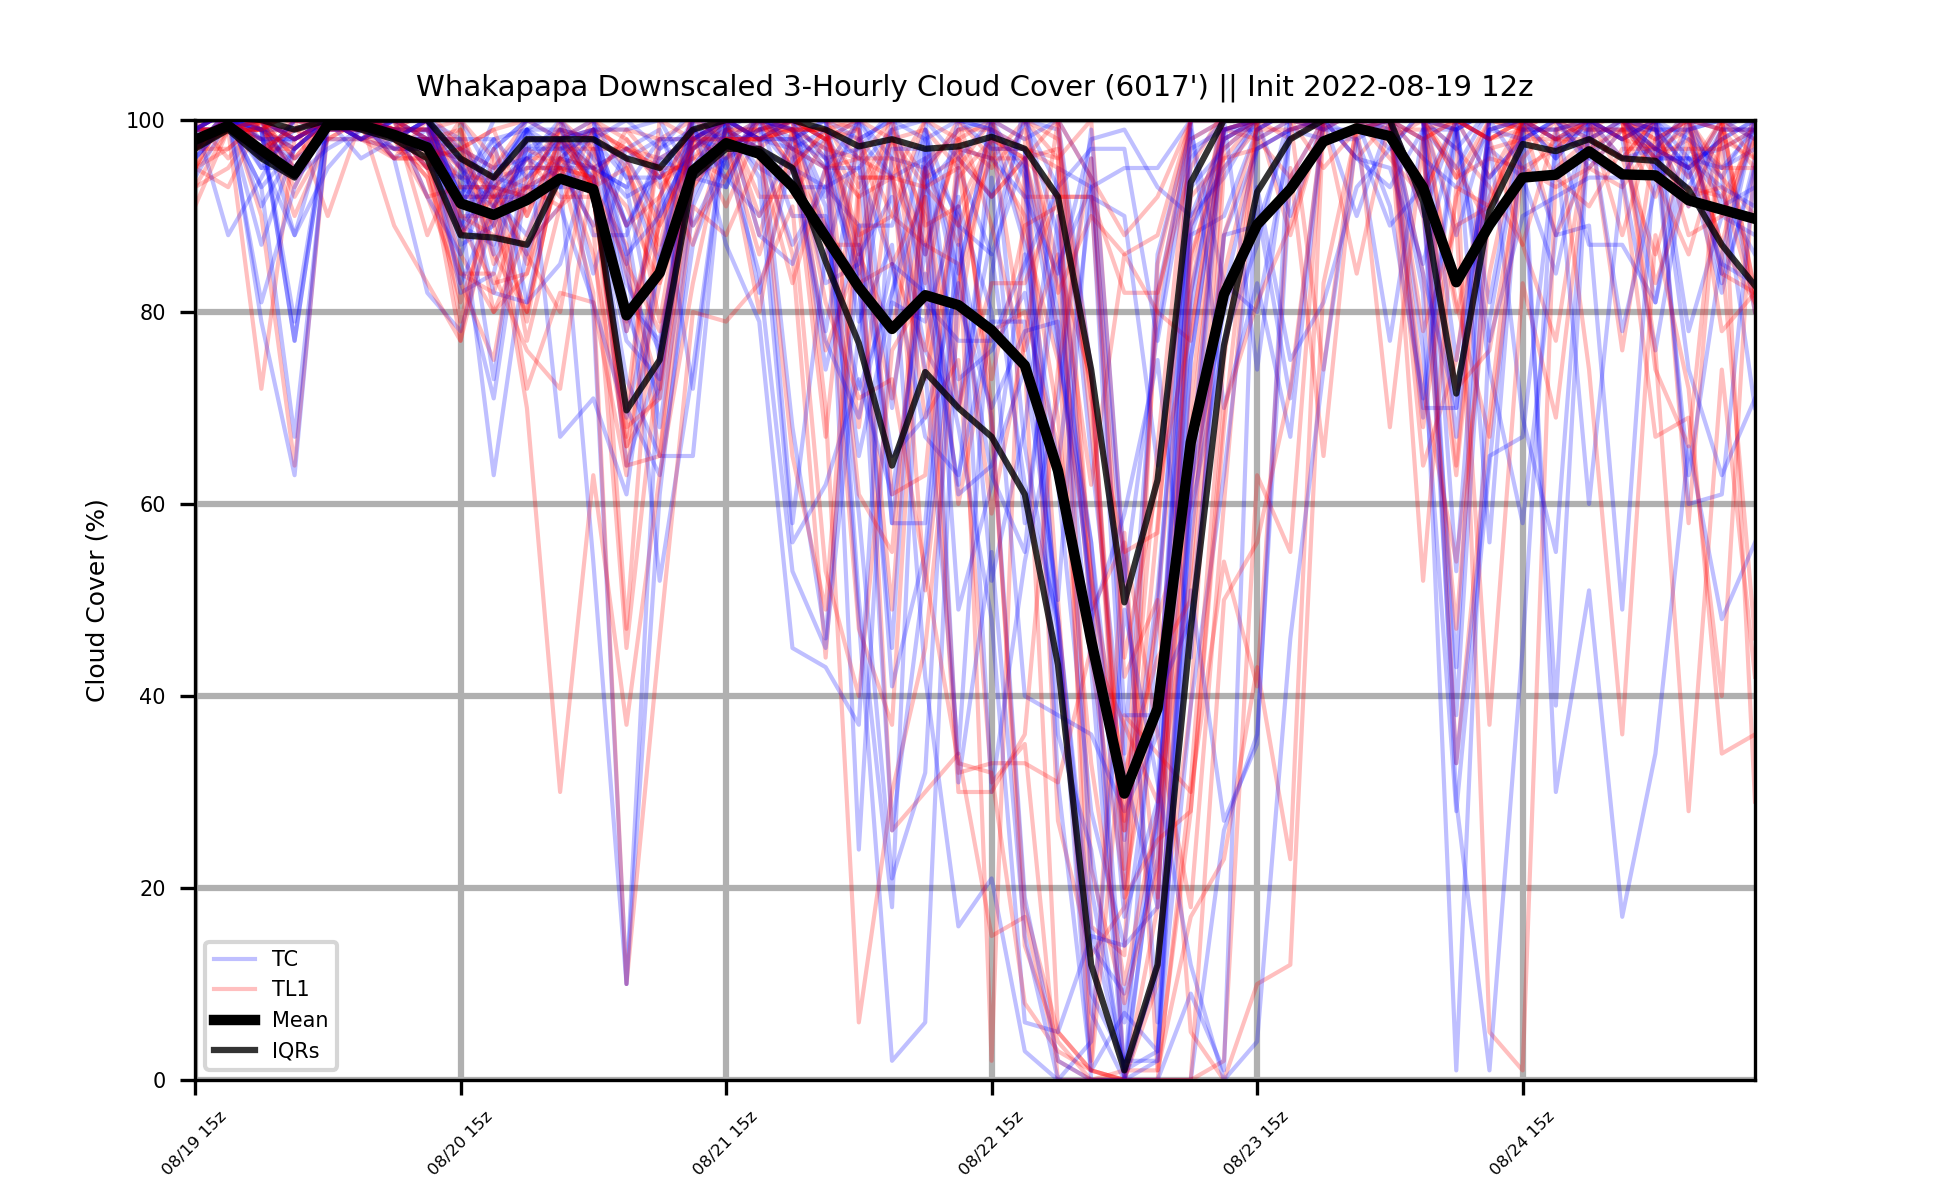 Whakapapa Downscaled 3-Hourly Cloud Cover (6017') || Init 2022-08-19 12z
Cloud Cover (%)
100
80
60
40
20
0
TC
TL1
Mean
IQRs
08/19 15z
08/20 15z
08/21 15z
08/22 15z
08/23 15z
08/24 15z